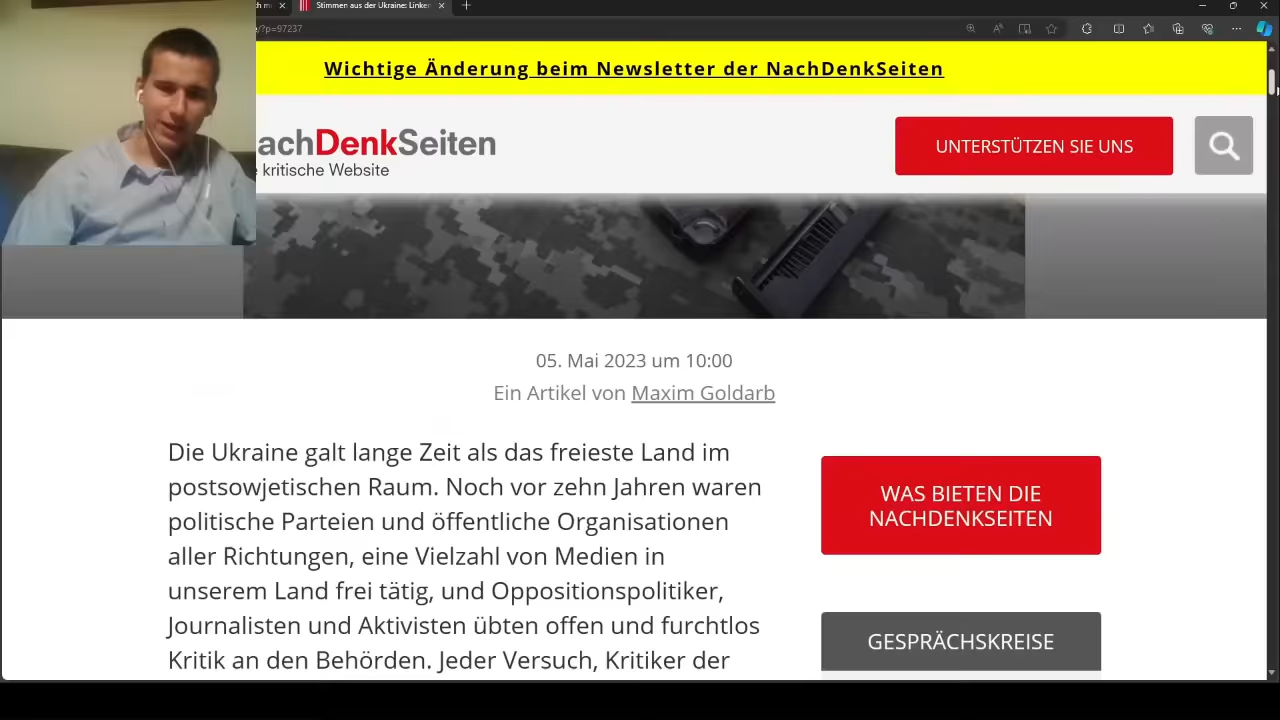 Stimmen aus der Ukraine: Linken
/?p=97237
Wichtige Änderung beim Newsletter der NachDenkSeiten
achDenkSeiten
kritische Website
UNTERSTÜTZEN SIE UNS
05. Mai 2023 um 10:00
Ein Artikel von Maxim Goldarb
Die Ukraine galt lange Zeit als das freieste Land im
postsowjetischen Raum. Noch vor zehn Jahren waren
politische Parteien und öffentliche Organisationen
aller Richtungen, eine Vielzahl von Medien in
unserem Land frei tätig, und Oppositionspolitiker,
Journalisten und Aktivisten übten offen und furchtlos
Kritik an den Behörden. Jeder Versuch, Kritiker der
WAS BIETEN DIE
NACHDENKSEITEN
GESPRÄCHSKREISE